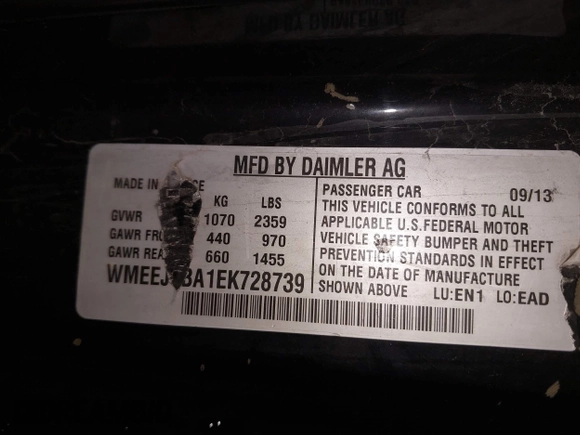 MFD BY DAIMLER AG
MADE IN
KG LBS
GVWR 1070 2359
GAWR 440 970
GAWR 660 1455
PASSENGER CAR 09/13
THIS VEHICLE CONFORMS TO ALL
APPLICABLE U.S.FEDERAL MOTOR
VEHICLE SAFETY BUMPER AND THEFT
PREVENTION STANDARDS IN EFFECT
ON THE DATE OF MANUFACTURE
SHOWN ABOVE LU:EN1 LO:EAD